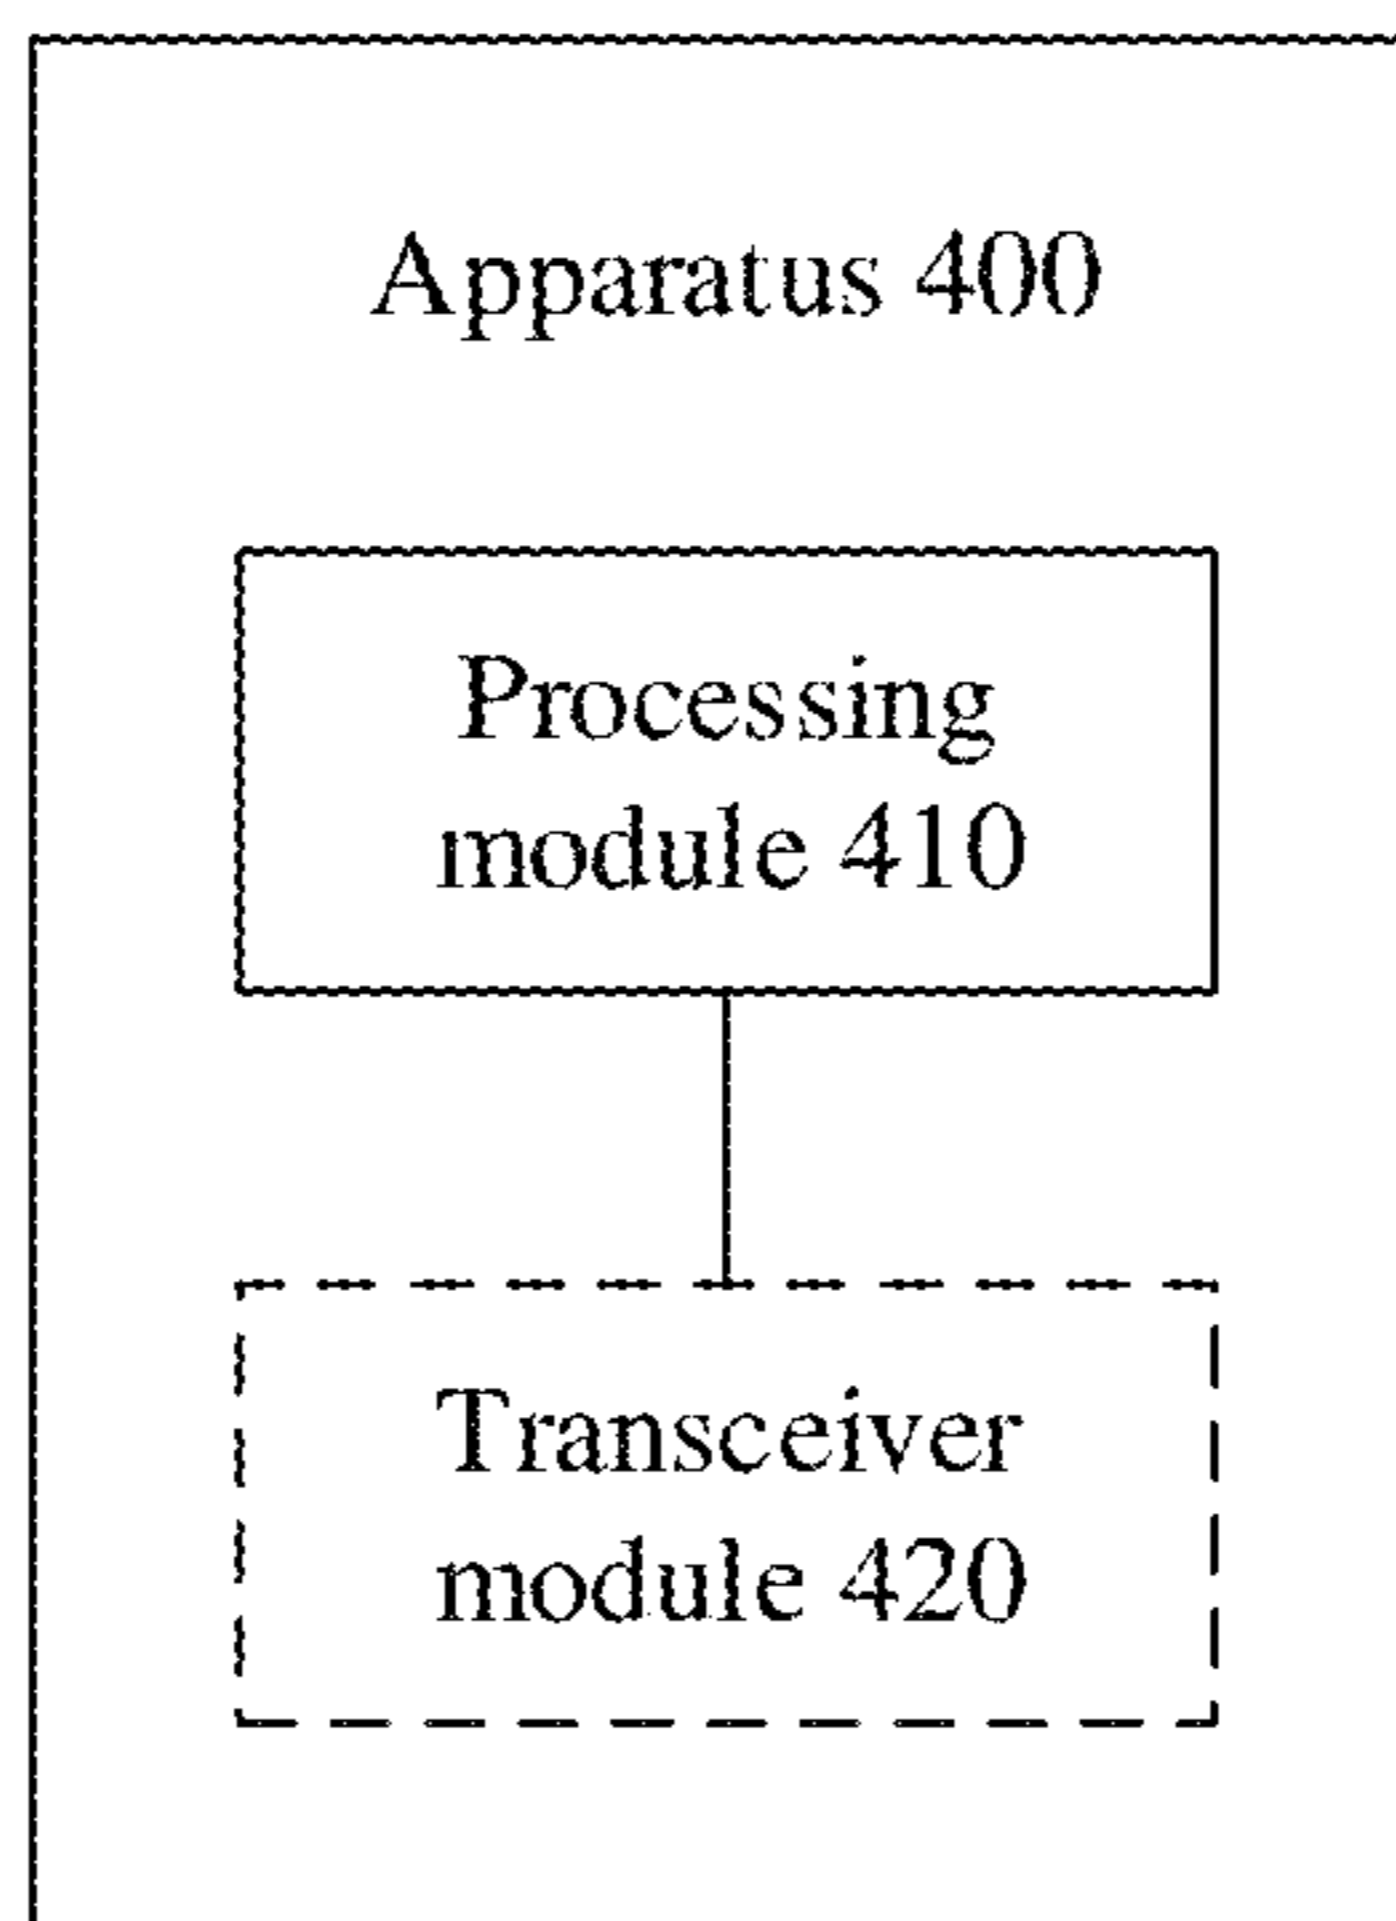 Apparatus 400
Processing
module 410
Transceiver
module 420